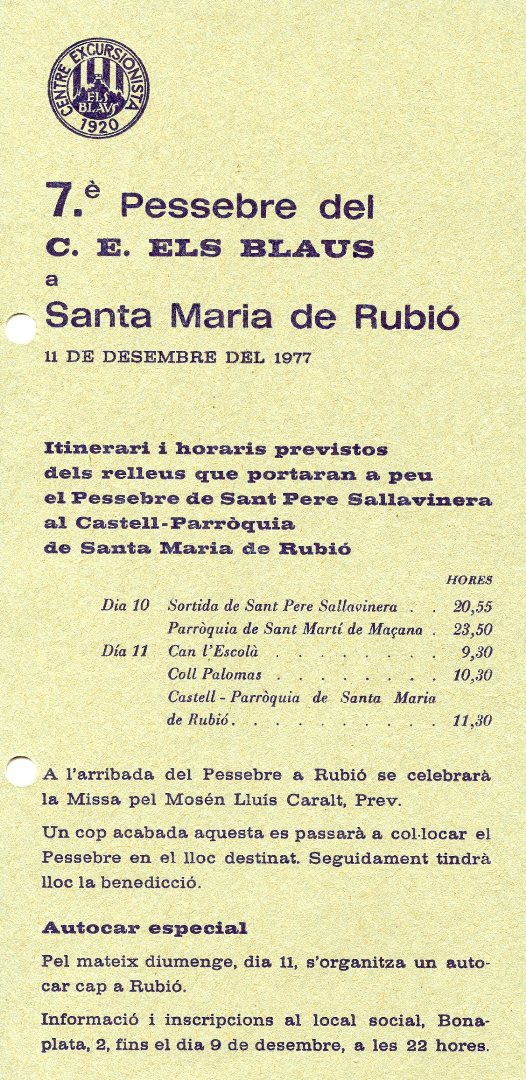 CENTRE EXCURSIONISTA
ELS
BLAUS
1920
7.è Pessebre del
C. E. ELS BLAUS
a
Santa Maria de Rubió
11 DE DESEMBRE DEL 1977
Itinerari i horaris previstos
dels relleus que portaran a peu
el Pessebre de Sant Pere Sallavinera
al Castell-Parròquia
de Santa Maria de Rubió
HORES
Dia 10 Sortida de Sant Pere Sallavinera . . 20,55
Parròquia de Sant Martí de Maçana . 23,50
Día 11 Can l'Escolà . . . . . . . 9,30
Coll Palomas . . . . . . . 10,30
Castell - Parròquia de Santa Maria
de Rubió . . . . . . . . . 11,30
A l'arribada del Pessebre a Rubió se celebrarà
la Missa pel Mosén Lluís Caralt, Prev.
Un cop acabada aquesta es passarà a col·locar el
Pessebre en el lloc destinat. Seguidament tindrà
lloc la benedicció.
Autocar especial
Pel mateix diumenge, dia 11, s'organitza un auto-
car cap a Rubió.
Informació i inscripcions al local social, Bona-
plata, 2, fins el dia 9 de desembre, a les 22 hores.